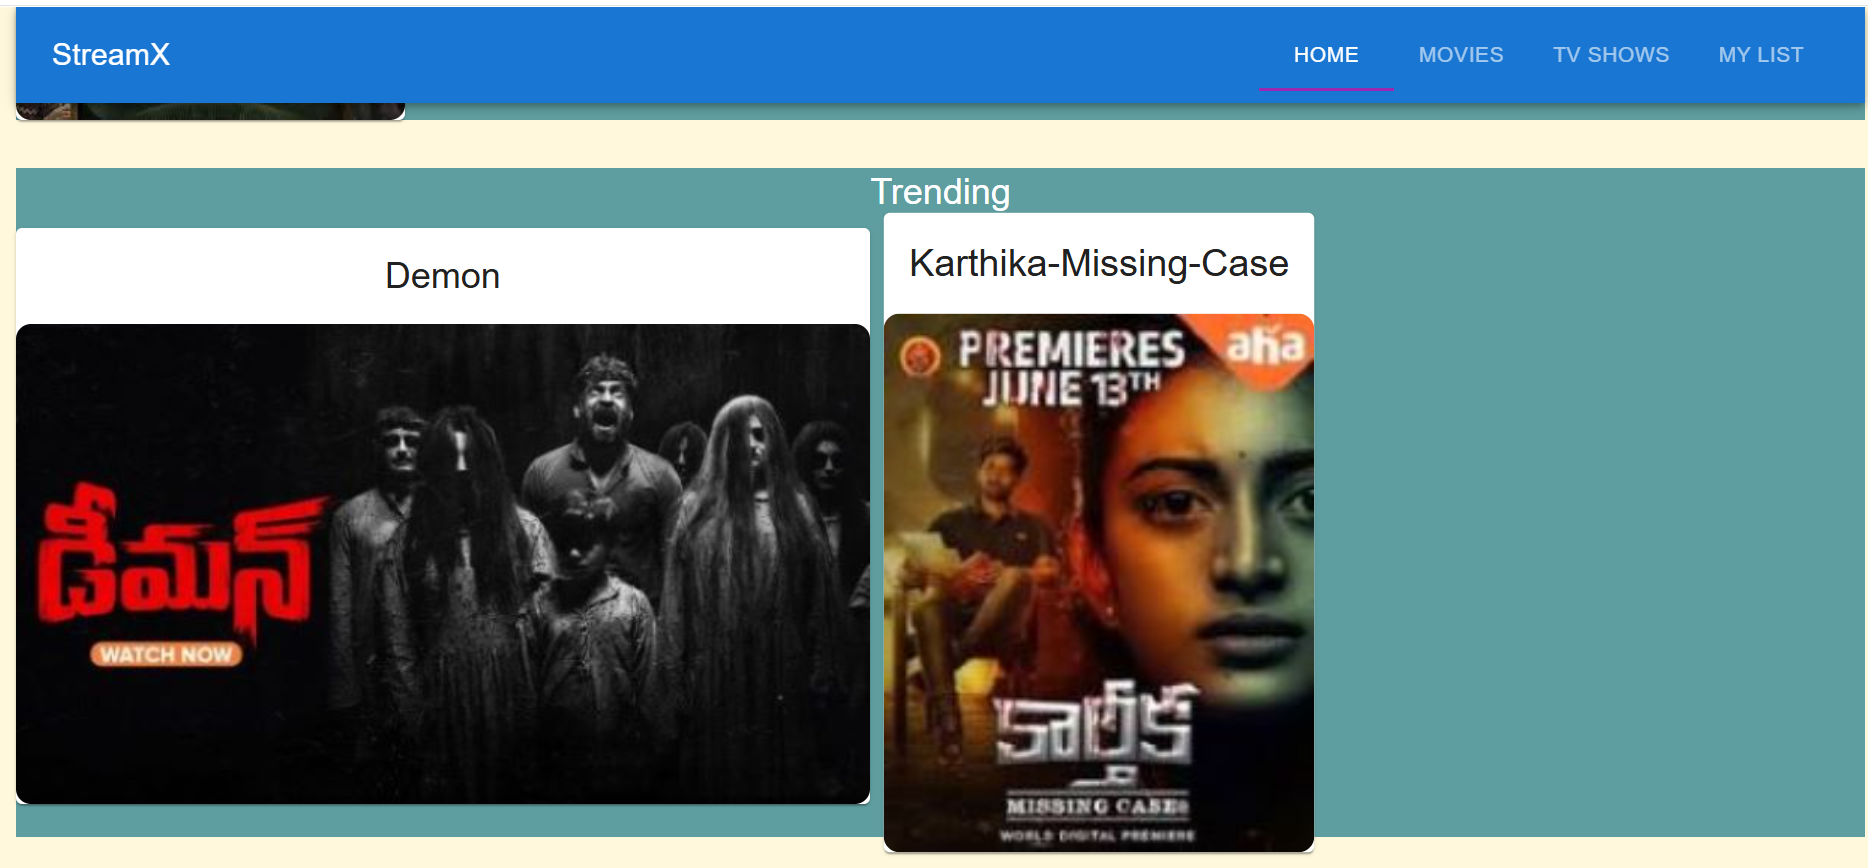 StreamX
HOME
MOVIES
TV SHOWS
MY LIST
Trending
Demon
డీమన్
WATCH NOW
Karthika-Missing-Case
PREMIERES
JUNE 13TH
aha
కార్తీక
MISSING CASE
WORLD DIGITAL PREMIERE